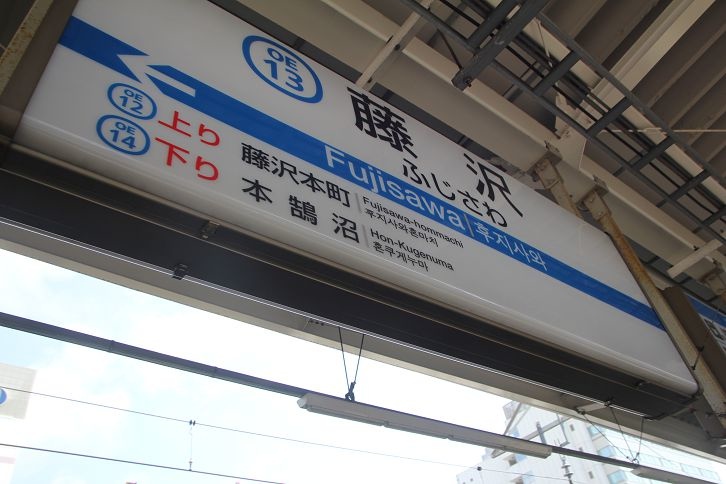 OE
13
藤沢
ふじさわ
Fujisawa | 후지사와
OE
12
上り
藤沢本町
Fujisawa-hommachi
후지사와혼마치
OE
14
下り
本鵠沼
Hon-Kugenuma
혼쿠게누마